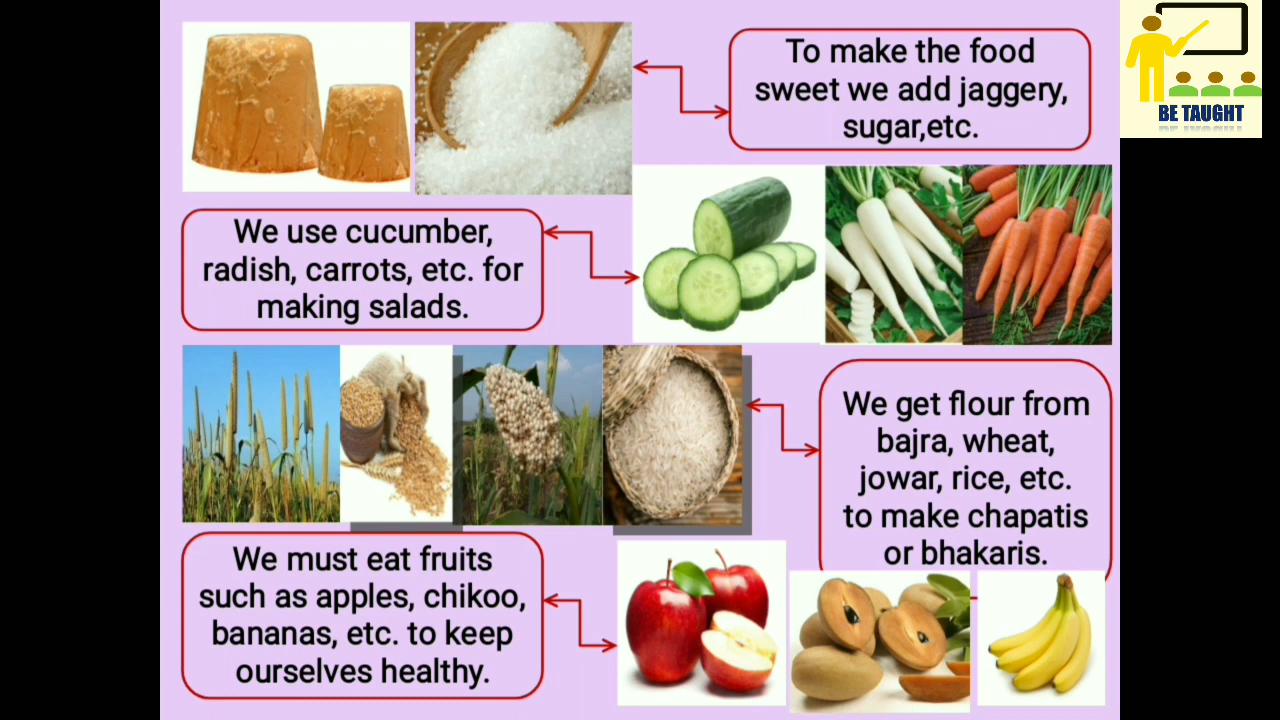 To make the food
sweet we add jaggery,
sugar,etc.
BE TAUGHT
We use cucumber,
radish, carrots, etc. for
making salads.
We get flour from
bajra, wheat,
jowar, rice, etc.
to make chapatis
or bhakaris.
We must eat fruits
such as apples, chikoo,
bananas, etc. to keep
ourselves healthy.